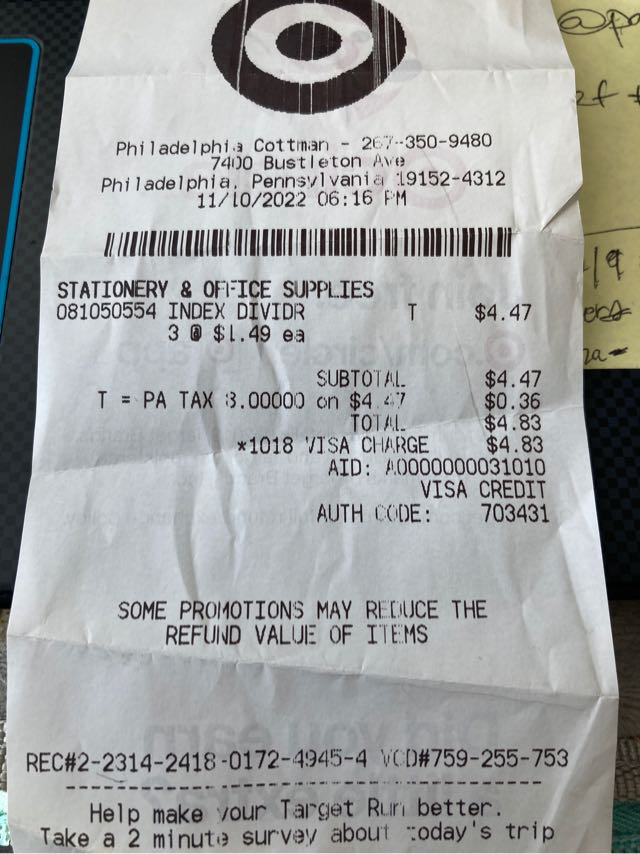 Philadelphia Cottman - 267-350-9480
7400 Bustleton Ave
Philadelphia, Pennsylvania 19152-4312
11/10/2022 06:16 PM
STATIONERY & OFFICE SUPPLIES
081050554 INDEX DIVIDR T $4.47
3 @ $1.49 ea
SUBTOTAL $4.47
T = PA TAX 8.00000 on $4.47 $0.36
TOTAL $4.83
*1018 VISA CHARGE $4.83
AID: A0000000031010
VISA CREDIT
AUTH CODE: 703431
SOME PROMOTIONS MAY REDUCE THE
REFUND VALUE OF ITEMS
REC#2-2314-2418-0172-4945-4 VCD#759-255-753
Help make your Target Run better.
Take a 2 minute survey about today's trip